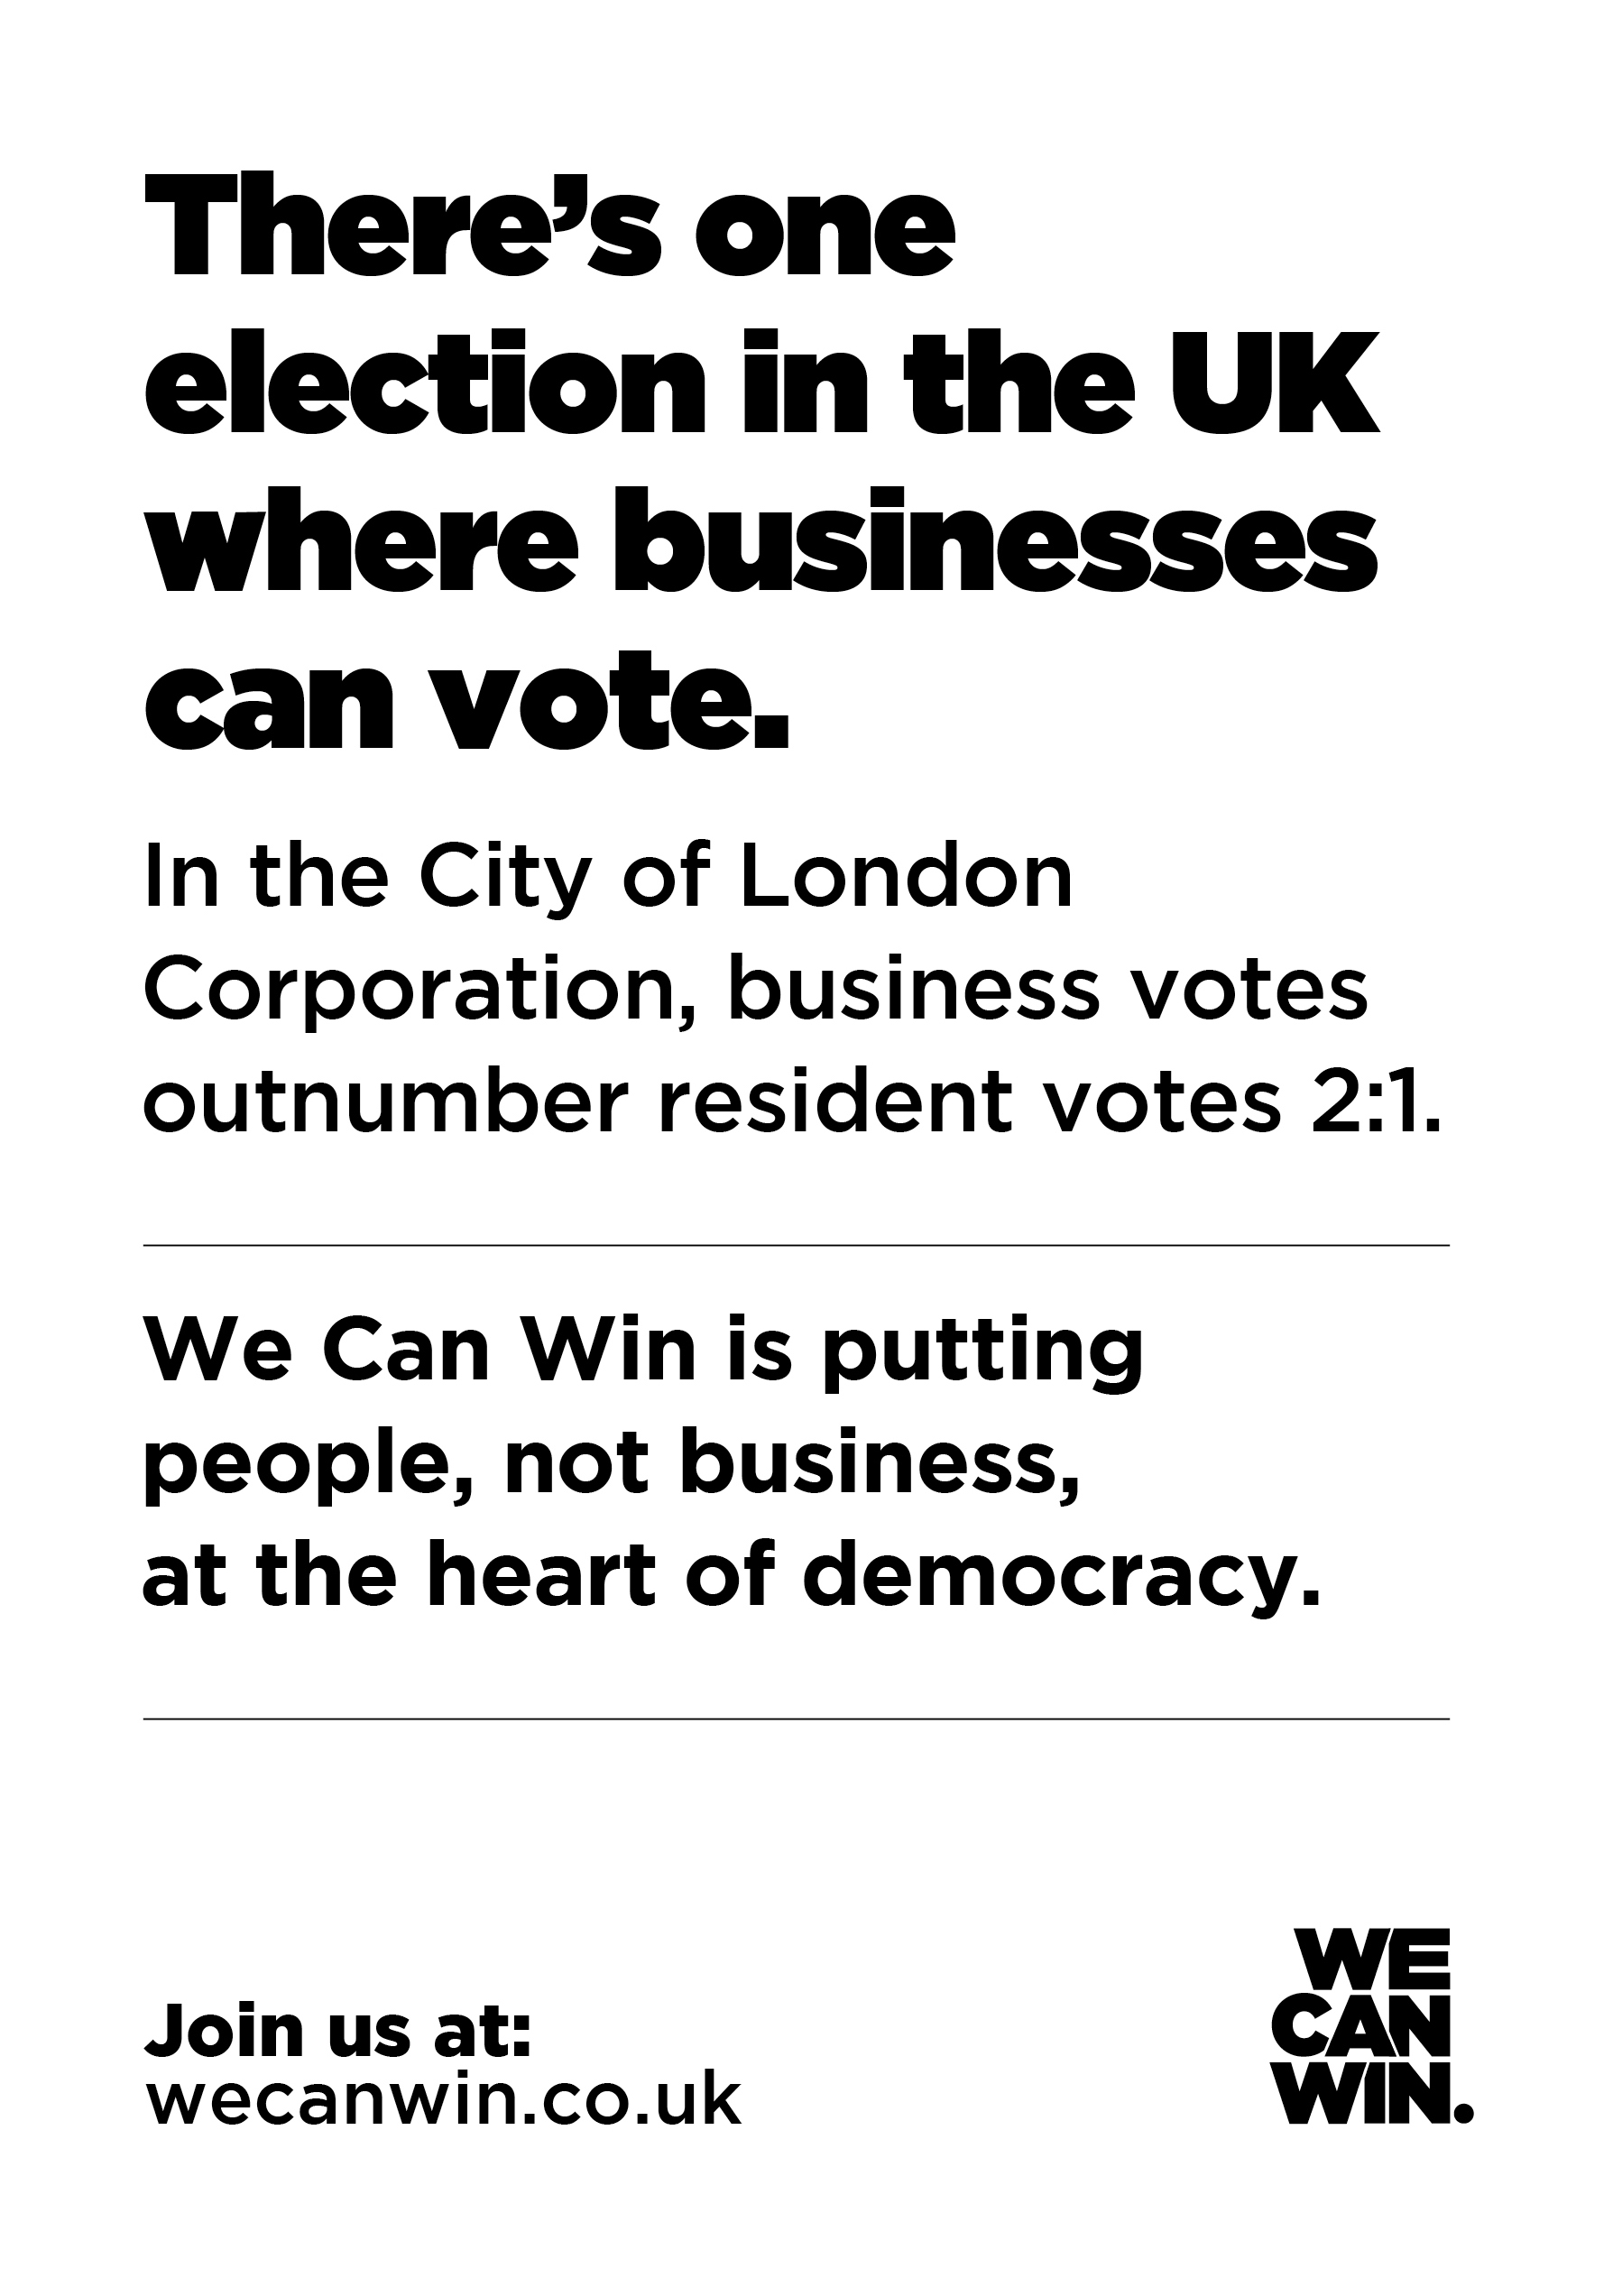 There’s one
election in the UK
where businesses
can vote.
In the City of London
Corporation, business votes
outnumber resident votes 2:1.
We Can Win is putting
people, not business,
at the heart of democracy.
Join us at:
wecanwin.co.uk
WE
CAN
WIN.